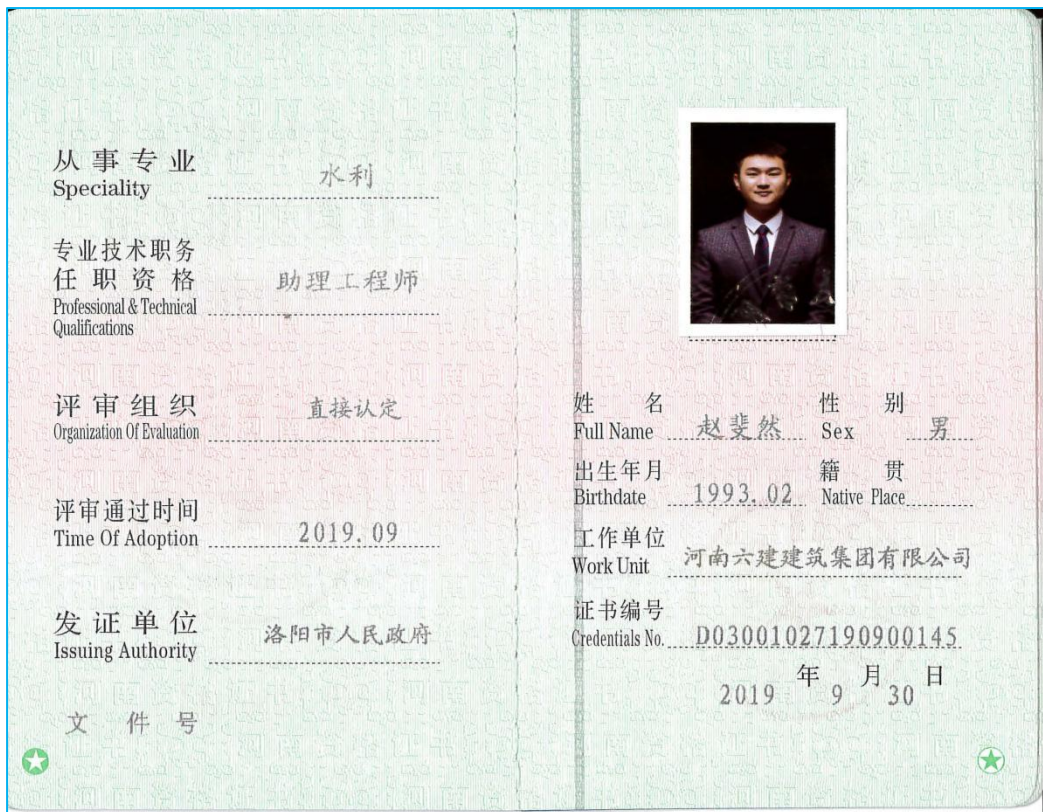 从事专业 水利
Speciality
专业技术职务
任职资格 助理工程师
Professional & Technical
Qualifications
评审组织 直接认定
Organization Of Evaluation
评审通过时间
Time Of Adoption 2019.09
发证单位 洛阳市人民政府
Issuing Authority
文件号
姓名 赵斐然 性别 男
Full Name Sex
出生年月 籍贯
Birthdate 1993.02 Native Place
工作单位 河南六建建筑集团有限公司
Work Unit
证书编号
Credentials No. D03001027190900145
年 月 日
2019 9 30